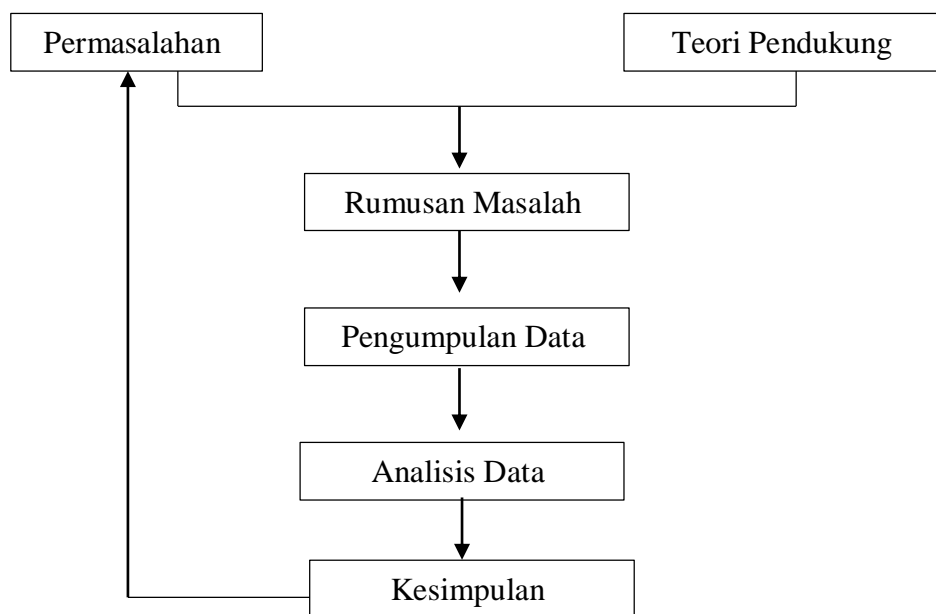 Permasalahan
Teori Pendukung
Rumusan Masalah
Pengumpulan Data
Analisis Data
Kesimpulan